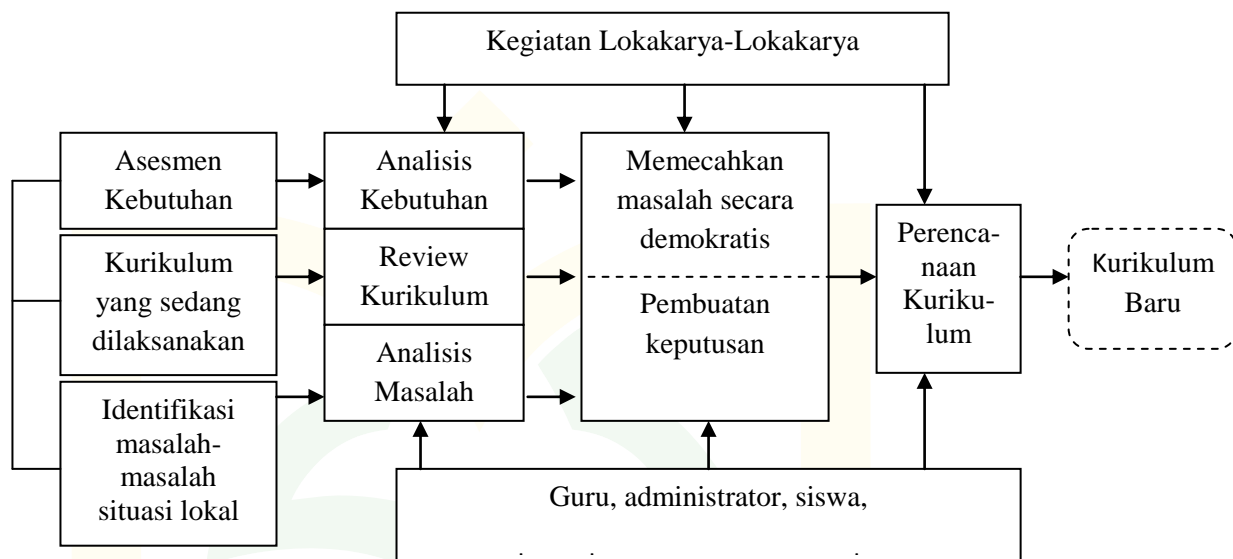 Kegiatan Lokakarya-Lokakarya
Asesmen
Kebutuhan
Kurikulum
yang sedang
dilaksanakan
Identifikasi
masalah-
masalah
situasi lokal
Analisis
Kebutuhan
Review
Kurikulum
Analisis
Masalah
Memecahkan
masalah secara
demokratis
Pembuatan
keputusan
Perenca-
naan
Kuriku-
lum
Kurikulum
Baru
Guru, administrator, siswa,